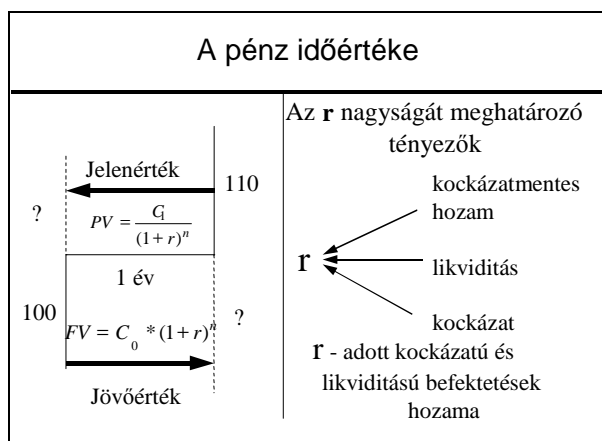 A pénz időértéke
Jelenérték
110
?
PV = C₁ / (1 + r)ⁿ
1 év
100
FV = C₀ * (1 + r)ⁿ
?
Jövőérték
Az r nagyságát meghatározó
tényezők
kockázatmentes
hozam
r
likviditás
kockázat
r - adott kockázatú és
likviditású befektetések
hozama